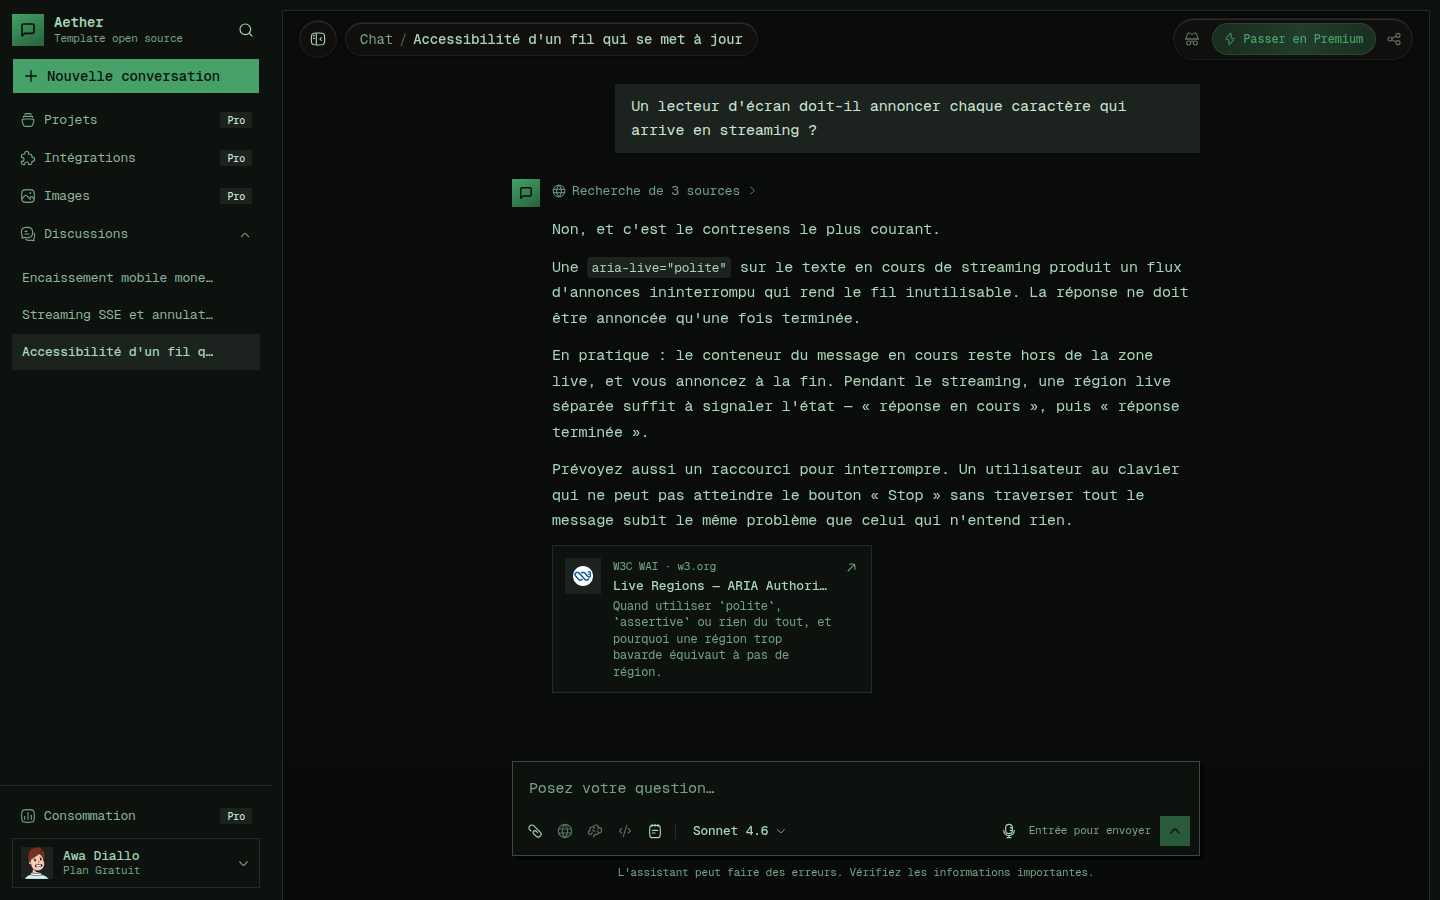 Aether
Template open source
Nouvelle conversation
Projets
Pro
Intégrations
Pro
Images
Pro
Discussions
Encaissement mobile mone…
Streaming SSE et annulat…
Accessibilité d'un fil q…
Consommation
Pro
Awa Diallo
Plan Gratuit
Chat / Accessibilité d'un fil qui se met à jour
Passer en Premium
Un lecteur d'écran doit-il annoncer chaque caractère qui
arrive en streaming ?
Recherche de 3 sources
Non, et c'est le contresens le plus courant.
Une aria-live="polite" sur le texte en cours de streaming produit un flux
d'annonces ininterrompu qui rend le fil inutilisable. La réponse ne doit
être annoncée qu'une fois terminée.
En pratique : le conteneur du message en cours reste hors de la zone
live, et vous annoncez à la fin. Pendant le streaming, une région live
séparée suffit à signaler l'état — « réponse en cours », puis « réponse
terminée ».
Prévoyez aussi un raccourci pour interrompre. Un utilisateur au clavier
qui ne peut pas atteindre le bouton « Stop » sans traverser tout le
message subit le même problème que celui qui n'entend rien.
W3C WAI · w3.org
Live Regions — ARIA Authori…
Quand utiliser `polite`,
`assertive` ou rien du tout, et
pourquoi une région trop
bavarde équivaut à pas de
région.
Posez votre question…
Sonnet 4.6
Entrée pour envoyer
L'assistant peut faire des erreurs. Vérifiez les informations importantes.